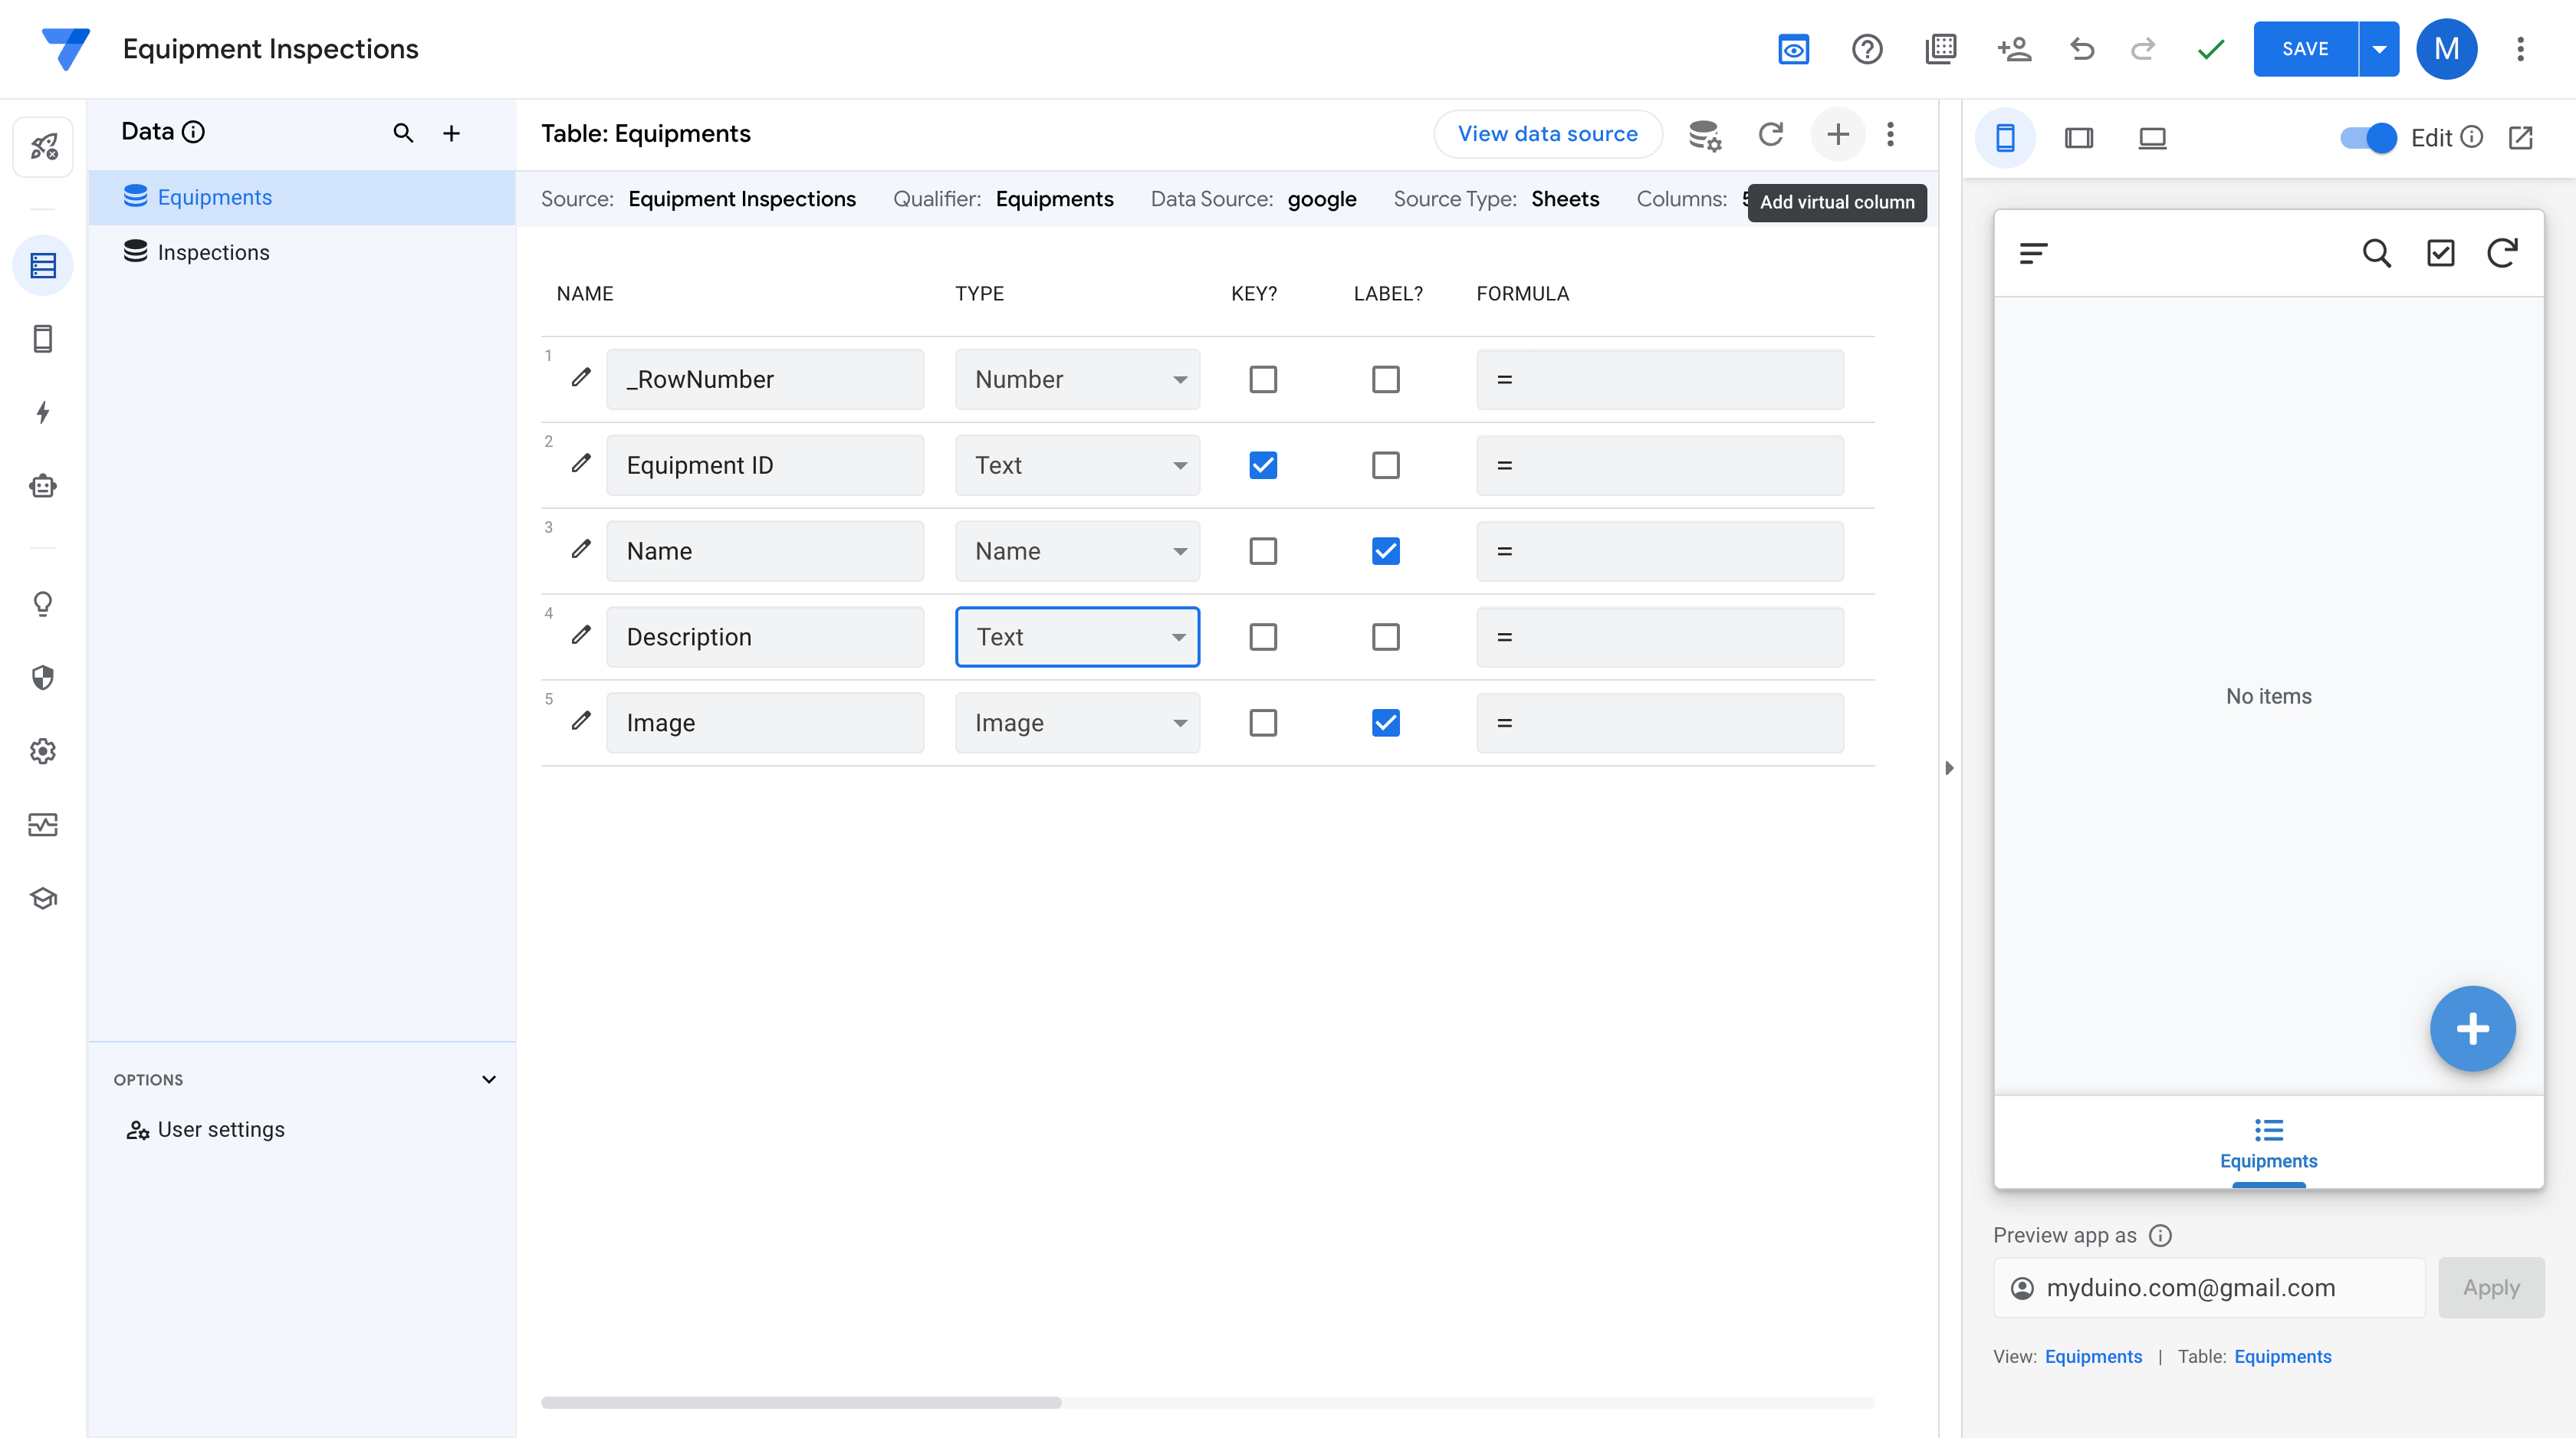 Equipment Inspections
SAVE
M
Data
Table: Equipments
View data source
Edit
Equipments
Inspections
Source: Equipment Inspections Qualifier: Equipments Data Source: google Source Type: Sheets Columns:
Add virtual column
NAME TYPE KEY? LABEL? FORMULA
1 _RowNumber Number =
2 Equipment ID Text =
3 Name Name =
4 Description Text =
5 Image Image =
OPTIONS
User settings
No items
Equipments
Preview app as
myduino.com@gmail.com Apply
View: Equipments | Table: Equipments